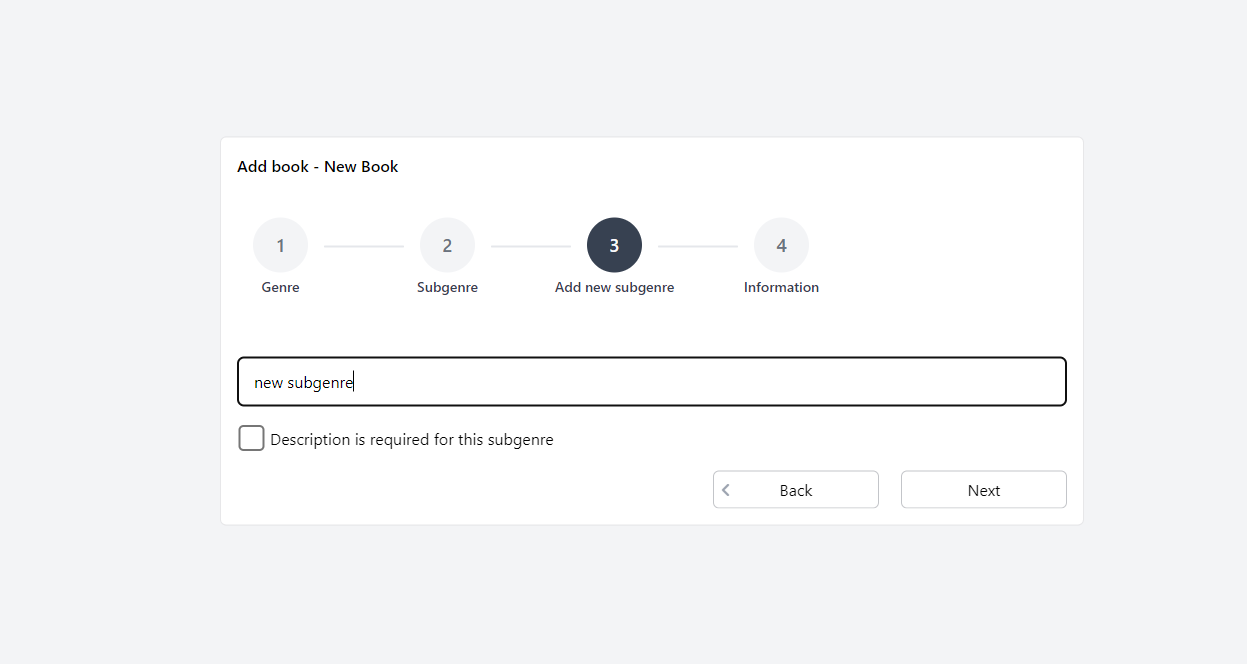 Add book - New Book
1 2 3 4
Genre Subgenre Add new subgenre Information
new subgenre
Description is required for this subgenre
Back Next